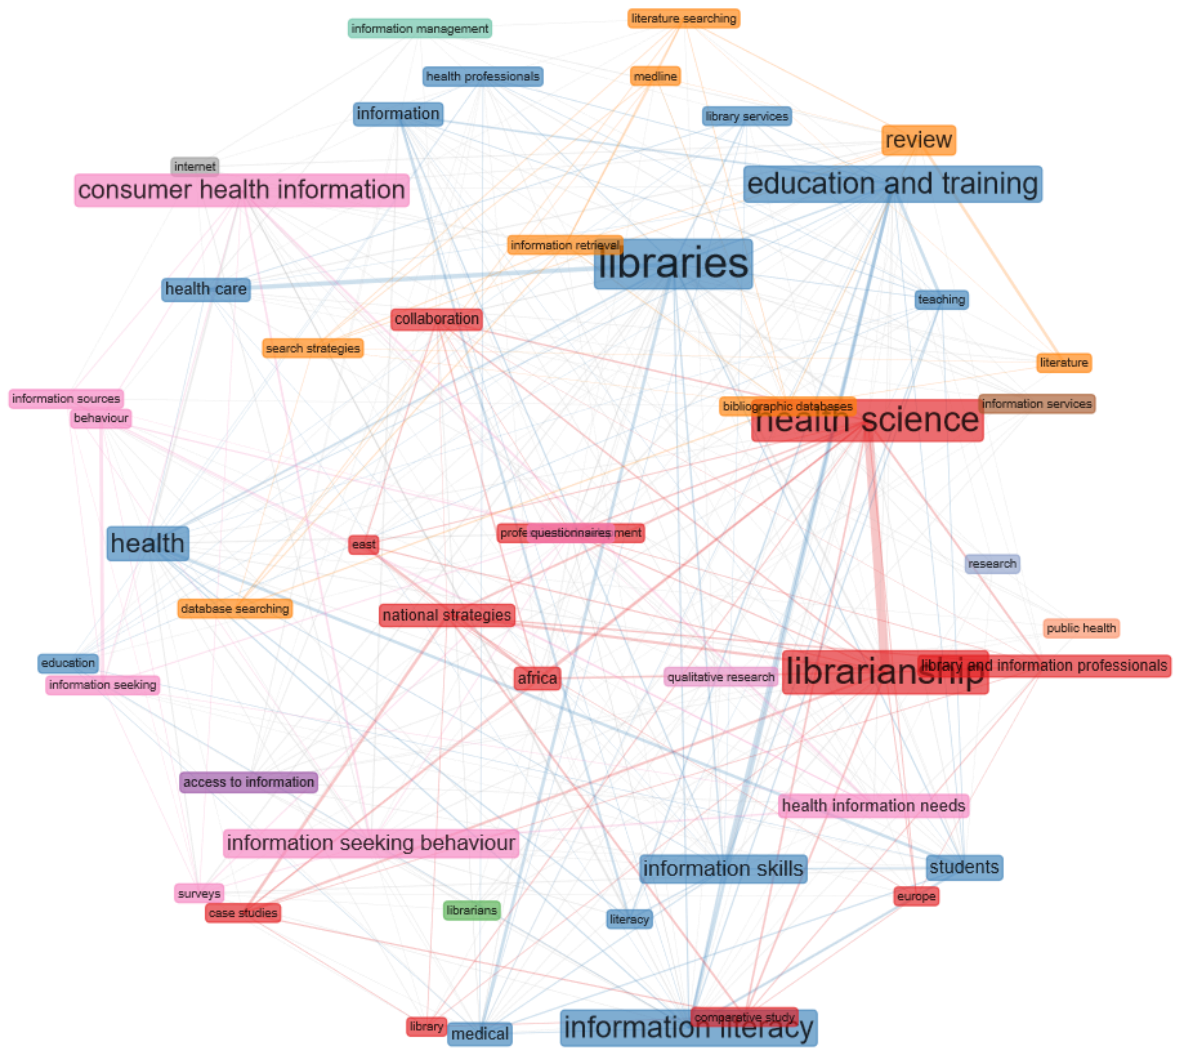 literature searching
information management
health professionals
medline
information
library services
review
internet
education and training
consumer health information
information retrieval
libraries
health care
teaching
collaboration
search strategies
literature
information sources
information services
bibliographic databases
behaviour
health science
questionnaires
health
east
research
database searching
national strategies
public health
education
library and information professionals
librarianship
africa
qualitative research
information seeking
access to information
health information needs
information seeking behaviour
information skills
students
surveys
europe
case studies
librarians
literacy
comparative study
library
information literacy
medical